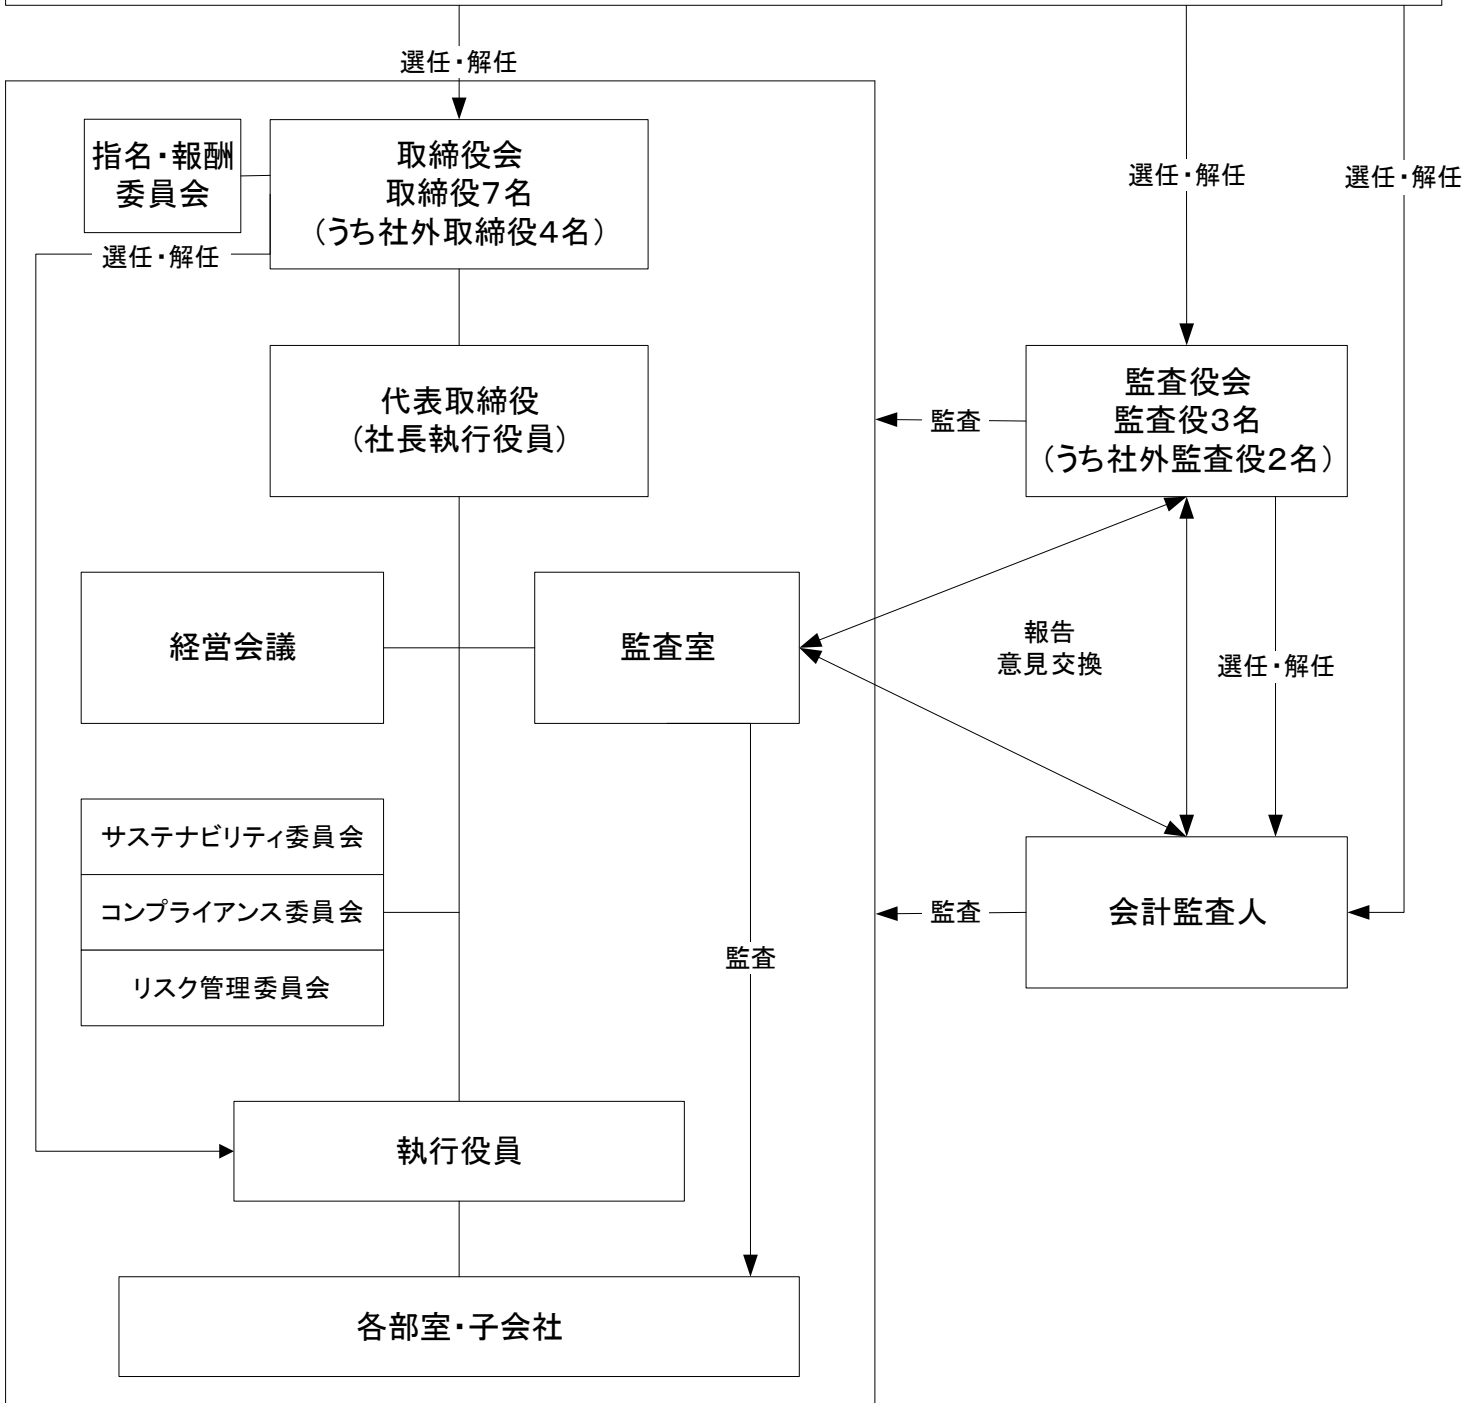 選任・解任
指名・報酬
委員会
取締役会
取締役7名
（うち社外取締役4名）
選任・解任
選任・解任
選任・解任
代表取締役
（社長執行役員）
監査
監査役会
監査役3名
（うち社外監査役2名）
経営会議
監査室
報告
意見交換
選任・解任
サステナビリティ委員会
コンプライアンス委員会
リスク管理委員会
監査
監査
会計監査人
執行役員
各部室・子会社